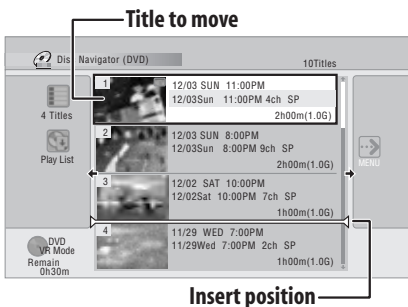 Title to move
Disc Navigator (DVD)
10Titles
4 Titles
Play List
1
12/03 SUN 11:00PM
12/03Sun 11:00PM 4ch SP
2h00m(1.0G)
2
12/03 SUN 8:00PM
12/03Sun 8:00PM 9ch SP
2h00m(1.0G)
3
12/02 SAT 10:00PM
12/02Sat 10:00PM 7ch SP
1h00m(1.0G)
4
11/29 WED 7:00PM
11/29Wed 7:00PM 2ch SP
1h00m(1.0G)
MENU
DVD
VR Mode
Remain
0h30m
Insert position